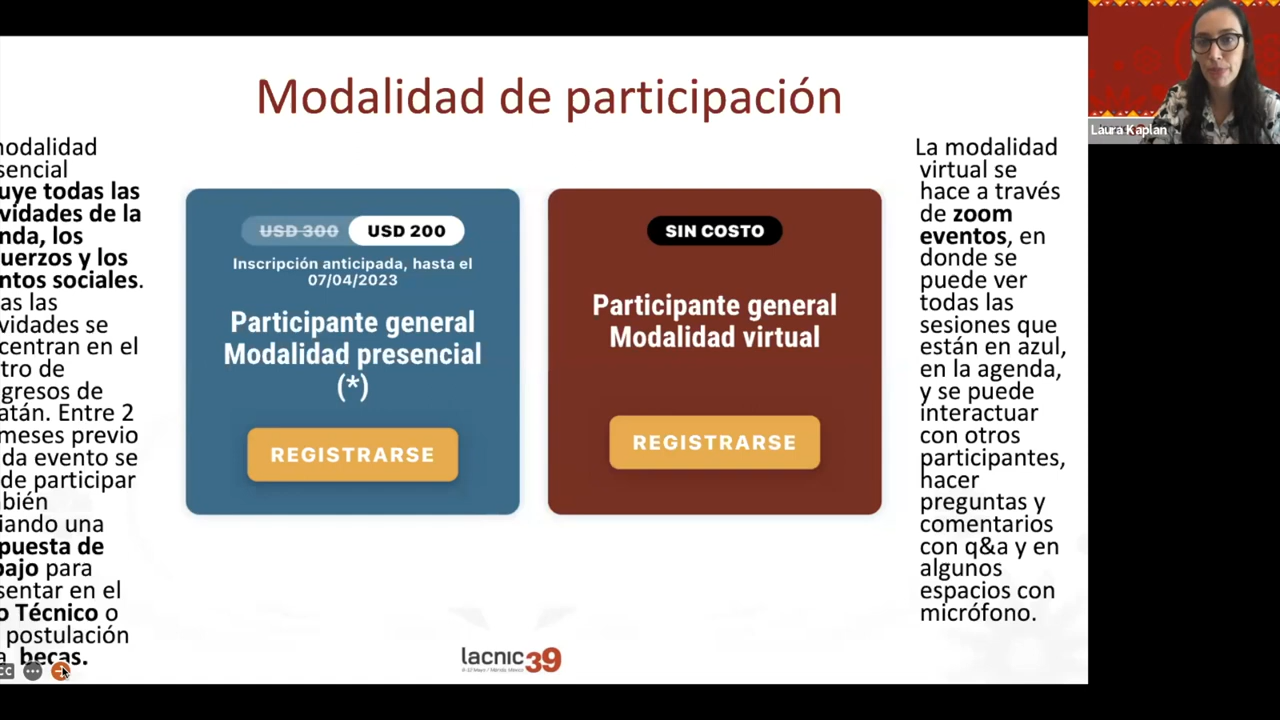 Modalidad de participación
Laura Kaplan
modalidad
sencial
uye todas las
vidades de la
nda, los
uerzos y los
ntos sociales.
as las
vidades se
centran en el
tro de
gresos de
atán. Entre 2
meses previo
da evento se
de participar
bién
iando una
puesta de
bajo para
sentar en el
o Técnico o
postulación
a becas.
USD 300 USD 200
Inscripción anticipada, hasta el
07/04/2023
Participante general
Modalidad presencial
(*)
REGISTRARSE
SIN COSTO
Participante general
Modalidad virtual
REGISTRARSE
La modalidad
virtual se
hace a través
de zoom
eventos, en
donde se
puede ver
todas las
sesiones que
están en azul,
en la agenda,
y se puede
interactuar
con otros
participantes,
hacer
preguntas y
comentarios
con q&a y en
algunos
espacios con
micrófono.
lacnic39
CC